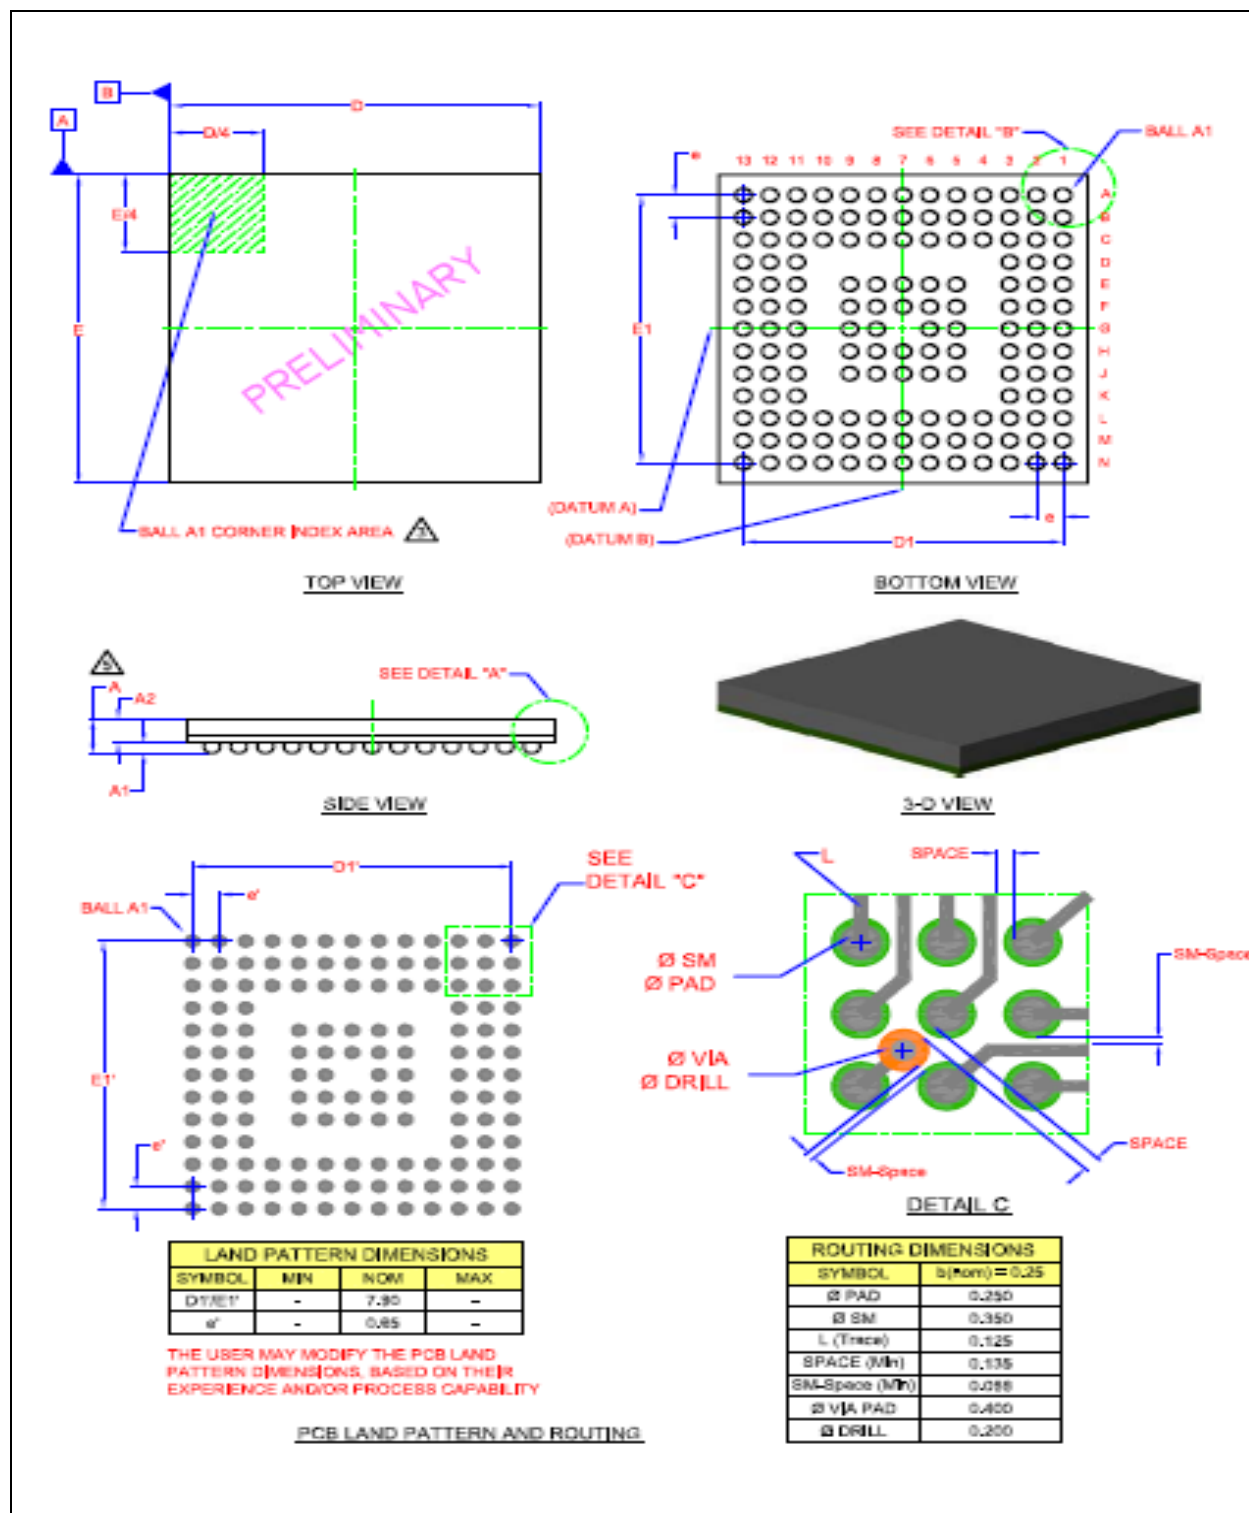 B
D
A
D/4
E/4
E
PRELIMINARY
BALL A1 CORNER INDEX AREA 3
TOP VIEW
SEE DETAIL "B"
BALL A1
e
13 12 11 10 9 8 7 6 5 4 3 2 1
A
B
C
D
E
F
G
H
J
K
L
M
N
E1
(DATUM A)
(DATUM B)
e
D1
BOTTOM VIEW
5
A
A2
A1
SEE DETAIL "A"
SIDE VIEW
3-D VIEW
D1'
e'
BALL A1
SEE
DETAIL "C"
E1'
e'
L
SPACE
Ø SM
Ø PAD
SM-Space
Ø VIA
Ø DRILL
SM-Space
SPACE
DETAIL C
LAND PATTERN DIMENSIONS
SYMBOL MIN NOM MAX
D1'/E1' - 7.80 -
e' - 0.65 -
THE USER MAY MODIFY THE PCB LAND
PATTERN DIMENSIONS, BASED ON THEIR
EXPERIENCE AND/OR PROCESS CAPABILITY
PCB LAND PATTERN AND ROUTING
ROUTING DIMENSIONS
SYMBOL b(nom) = 0.25
Ø PAD 0.250
Ø SM 0.350
L (Trace) 0.125
SPACE (Min) 0.135
SM-Space (Min)
Ø VIA PAD 0.400
Ø DRILL 0.200